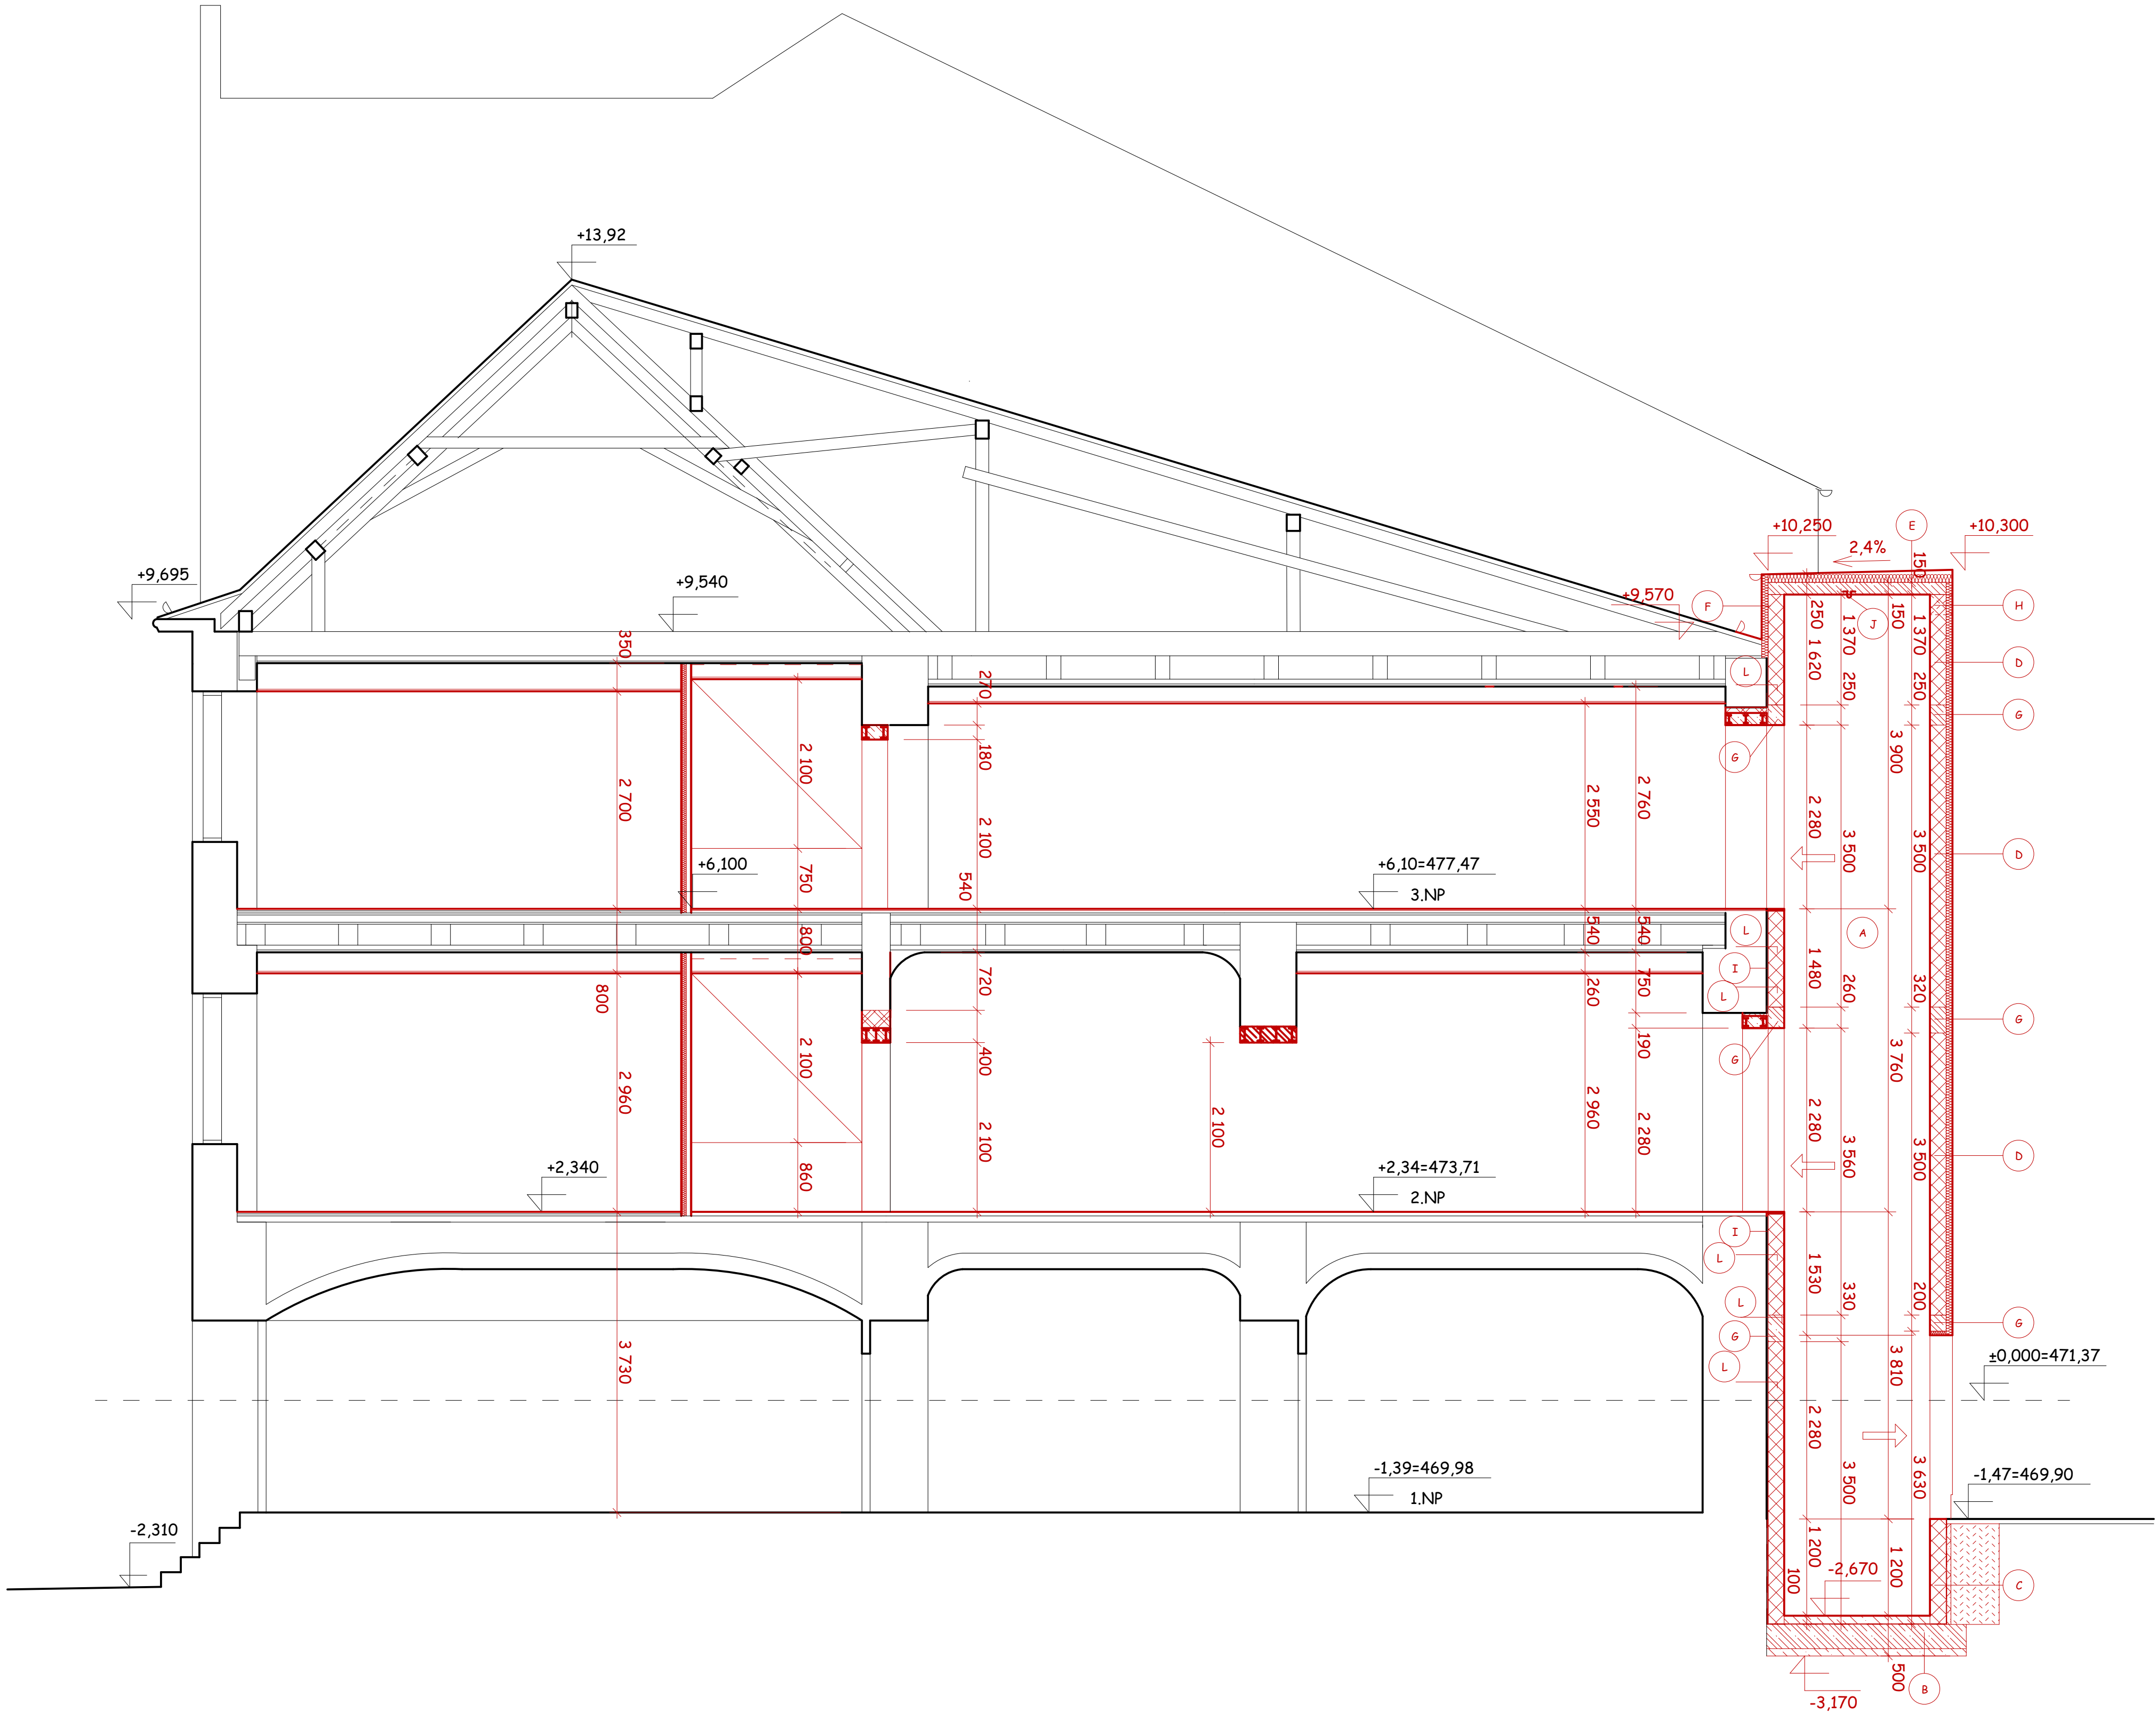 +13,92
+9,695
+9,540
+9,570
+10,250
2,4%
+10,300
E
150
F
H
J
D
G
L
G
D
A
L
I
L
G
G
D
I
L
L
G
L
G
C
B
350
2 700
800
2 960
3 730
2 100
750
800
2 100
860
270
180
2 100
540
720
400
2 100
2 100
2 550
540
260
2 960
2 760
540
750
190
2 280
250
1 620
2 280
1 480
2 280
1 530
2 280
1 200
100
1 370
250
3 500
260
3 560
330
3 500
150
3 900
3 760
3 810
1 200
500
1 370
250
3 500
320
3 500
200
3 630
+6,100
+6,10=477,47
3.NP
+2,340
+2,34=473,71
2.NP
±0,000=471,37
-1,39=469,98
1.NP
-1,47=469,90
-2,310
-2,670
-3,170